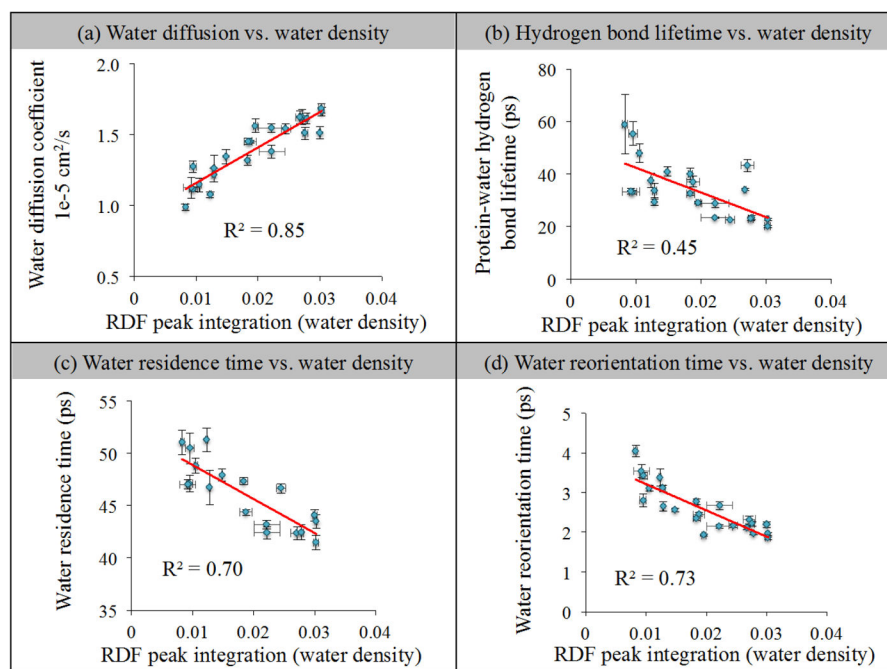 (a) Water diffusion vs. water density
Water diffusion coefficient
1e-5 cm²/s
2.0
1.5
1.0
0.5
R² = 0.85
0
0.01
0.02
0.03
0.04
RDF peak integration (water density)
(b) Hydrogen bond lifetime vs. water density
Protein-water hydrogen
bond lifetime (ps)
80
60
40
20
0
R² = 0.45
0
0.01
0.02
0.03
0.04
RDF peak integration (water density)
(c) Water residence time vs. water density
Water residence time (ps)
55
50
45
40
35
R² = 0.70
0
0.01
0.02
0.03
0.04
RDF peak integration (water density)
(d) Water reorientation time vs. water density
Water reorientation time (ps)
5
4
3
2
1
0
R² = 0.73
0
0.01
0.02
0.03
0.04
RDF peak integration (water density)